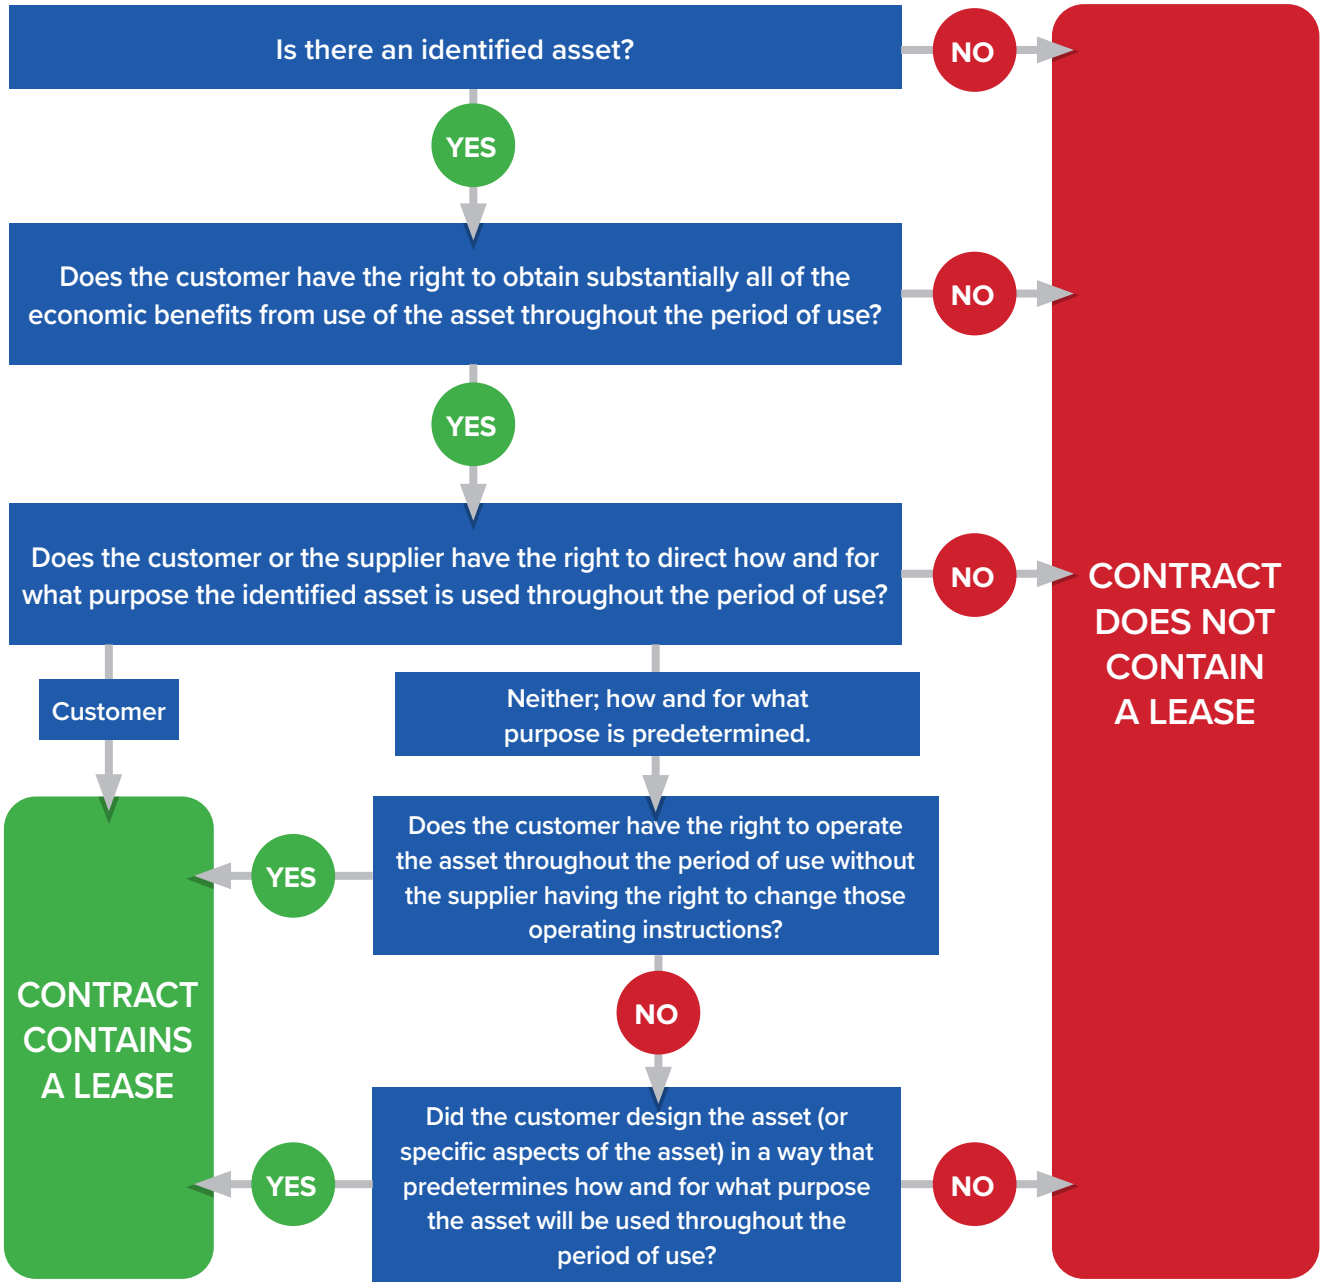 Is there an identified asset?
NO
YES
Does the customer have the right to obtain substantially all of the
economic benefits from use of the asset throughout the period of use?
NO
YES
Does the customer or the supplier have the right to direct how and for
what purpose the identified asset is used throughout the period of use?
NO
CONTRACT
DOES NOT
CONTAIN
A LEASE
Customer
Neither; how and for what
purpose is predetermined.
Does the customer have the right to operate
the asset throughout the period of use without
the supplier having the right to change those
operating instructions?
YES
CONTRACT
CONTAINS
A LEASE
NO
Did the customer design the asset (or
specific aspects of the asset) in a way that
predetermines how and for what purpose
the asset will be used throughout the
period of use?
YES
NO